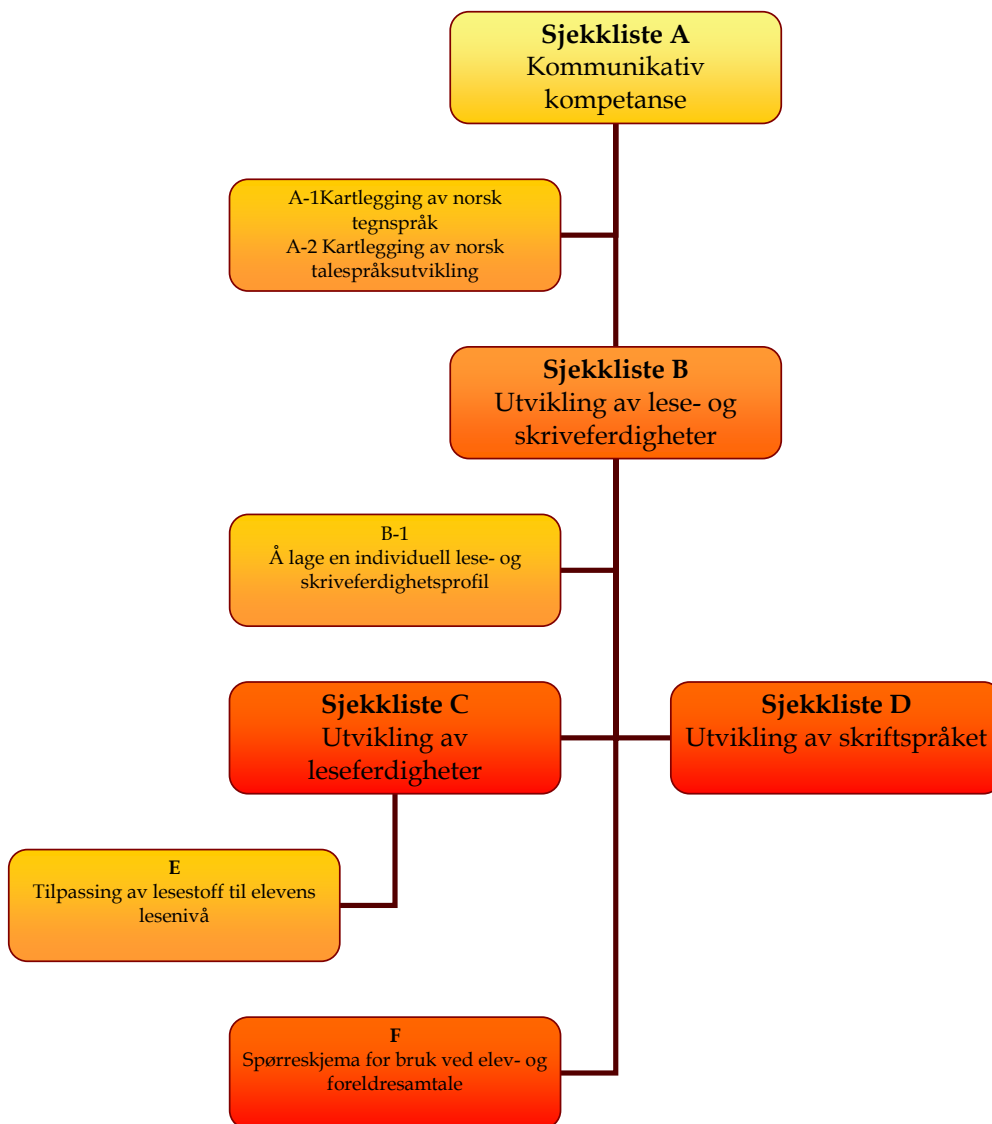 Sjekkliste A
Kommunikativ
kompetanse
A-1Kartlegging av norsk
tegnspråk
A-2 Kartlegging av norsk
talespråksutvikling
Sjekkliste B
Utvikling av lese- og
skriveferdigheter
B-1
Å lage en individuell lese- og
skriveferdighetsprofil
Sjekkliste C
Utvikling av
leseferdigheter
Sjekkliste D
Utvikling av skriftspråket
E
Tilpassing av lesestoff til elevens
lesenivå
F
Spørreskjema for bruk ved elev- og
foreldresamtale